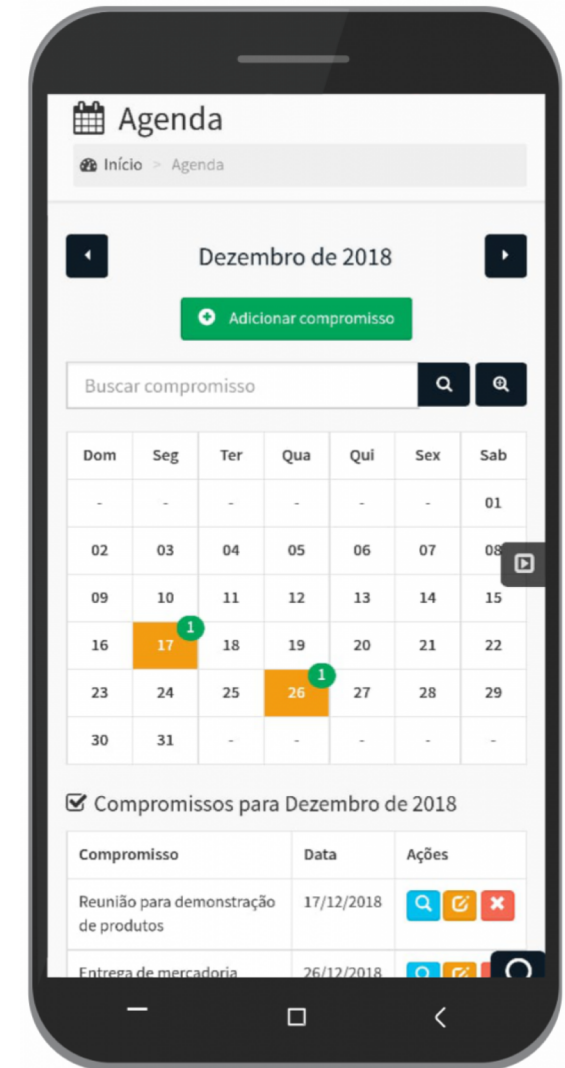 Agenda
Início > Agenda
Dezembro de 2018
Adicionar compromisso
Buscar compromisso
Dom Seg Ter Qua Qui Sex Sab
- - - - - - 01
02 03 04 05 06 07 08
09 10 11 12 13 14 15
1
16 17 18 19 20 21 22
1
23 24 25 26 27 28 29
30 31 - - - - -
Compromissos para Dezembro de 2018
Compromisso Data Ações
Reunião para demonstração 17/12/2018
de produtos
Entrega de mercadoria 26/12/2018